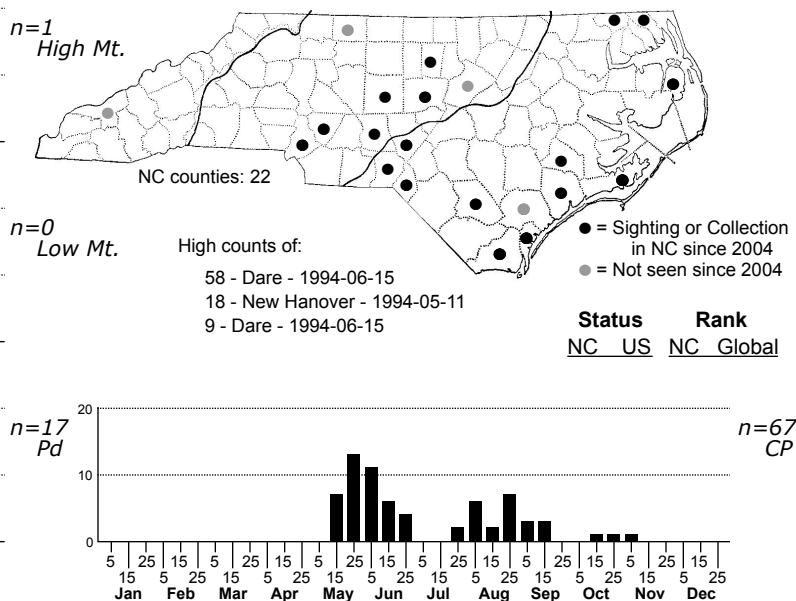 n=1
High Mt.
NC counties: 22
n=0
Low Mt.
High counts of:
58 - Dare - 1994-06-15
18 - New Hanover - 1994-05-11
9 - Dare - 1994-06-15
= Sighting or Collection
in NC since 2004
= Not seen since 2004
Status Rank
NC US NC Global
n=17
Pd
n=67
CP
20
10
0
5 25 15 5 25 15 5 25 15 5 25 15 5 25 15 5 25 15
15 5 25 15 5 25 15 5 25 15 5 25 15 5 25 15 5 25
Jan Feb Mar Apr May Jun Jul Aug Sep Oct Nov Dec